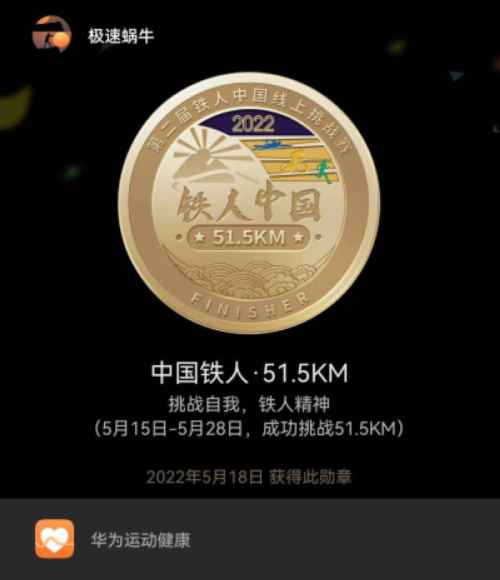 极速蜗牛
第二届铁人中国线上挑战赛
2022
铁人中国
51.5KM
FINISHER
中国铁人·51.5KM
挑战自我，铁人精神
（5月15日-5月28日，成功挑战51.5KM）
2022年5月18日 获得此勋章
华为运动健康